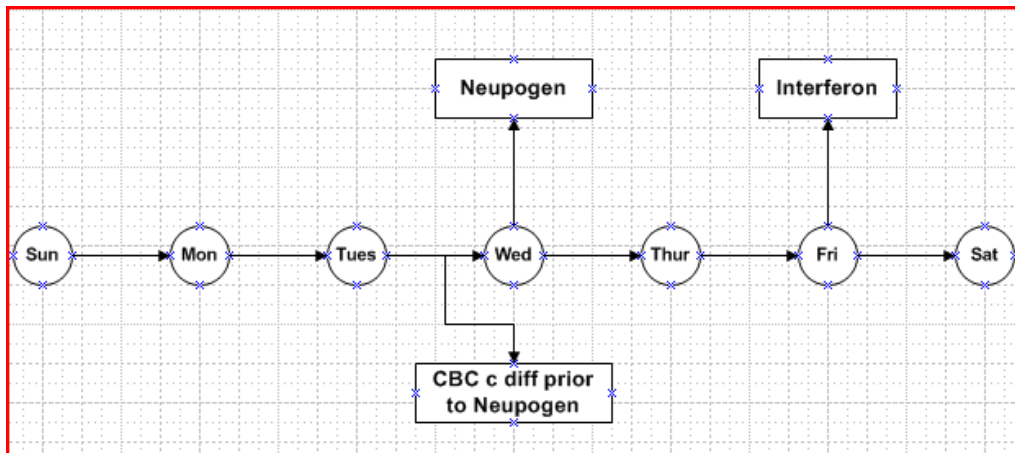 Neupogen
Interferon
Sun
Mon
Tues
Wed
Thur
Fri
Sat
CBC c diff prior
to Neupogen